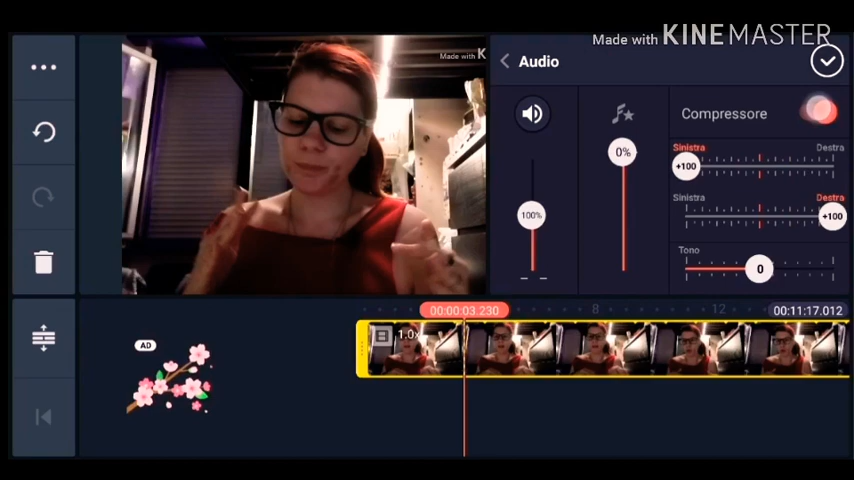 Made with KINEMASTER
Made with K
Audio
0%
Compressore
Sinistra Destra
+100
100%
Sinistra Destra
+100
Tono
0
00:00:03.230
8
12
00:11:17.012
1.0x
AD